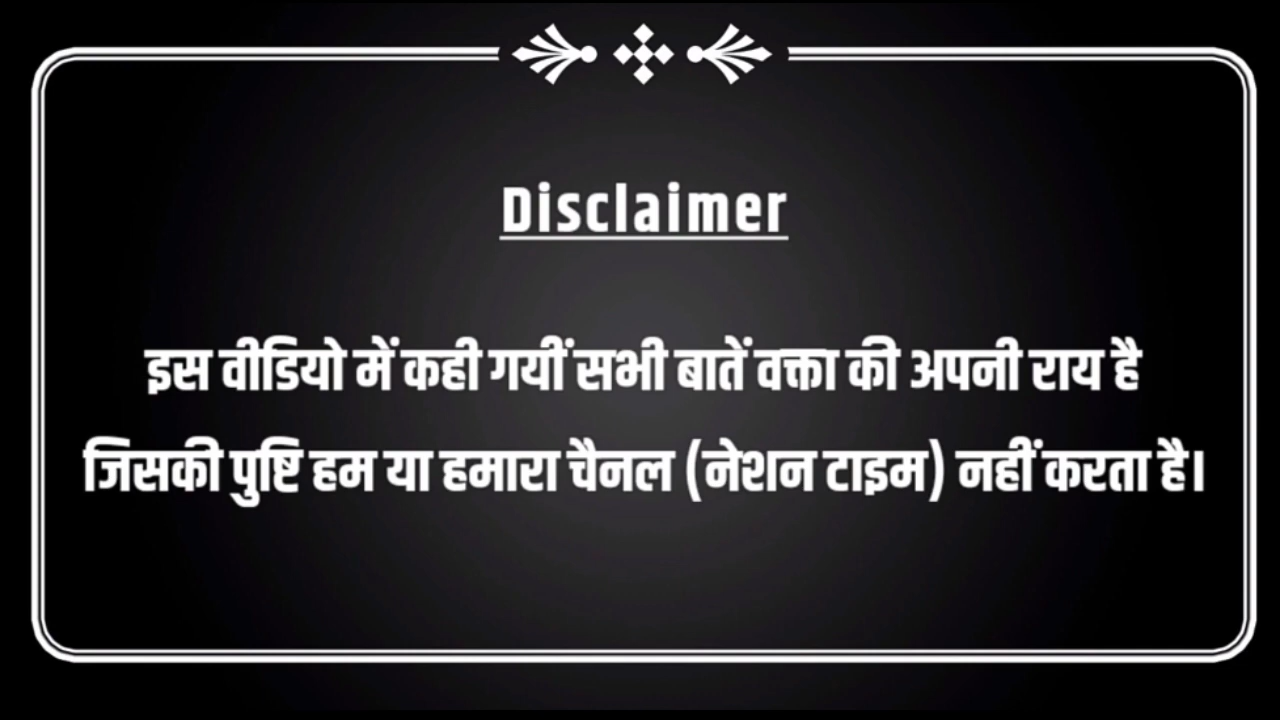 Disclaimer
इस वीडियो में कही गयीं सभी बातें वक्ता की अपनी राय है
जिसकी पुष्टि हम या हमारा चैनल (नेशन टाइम) नहीं करता है।